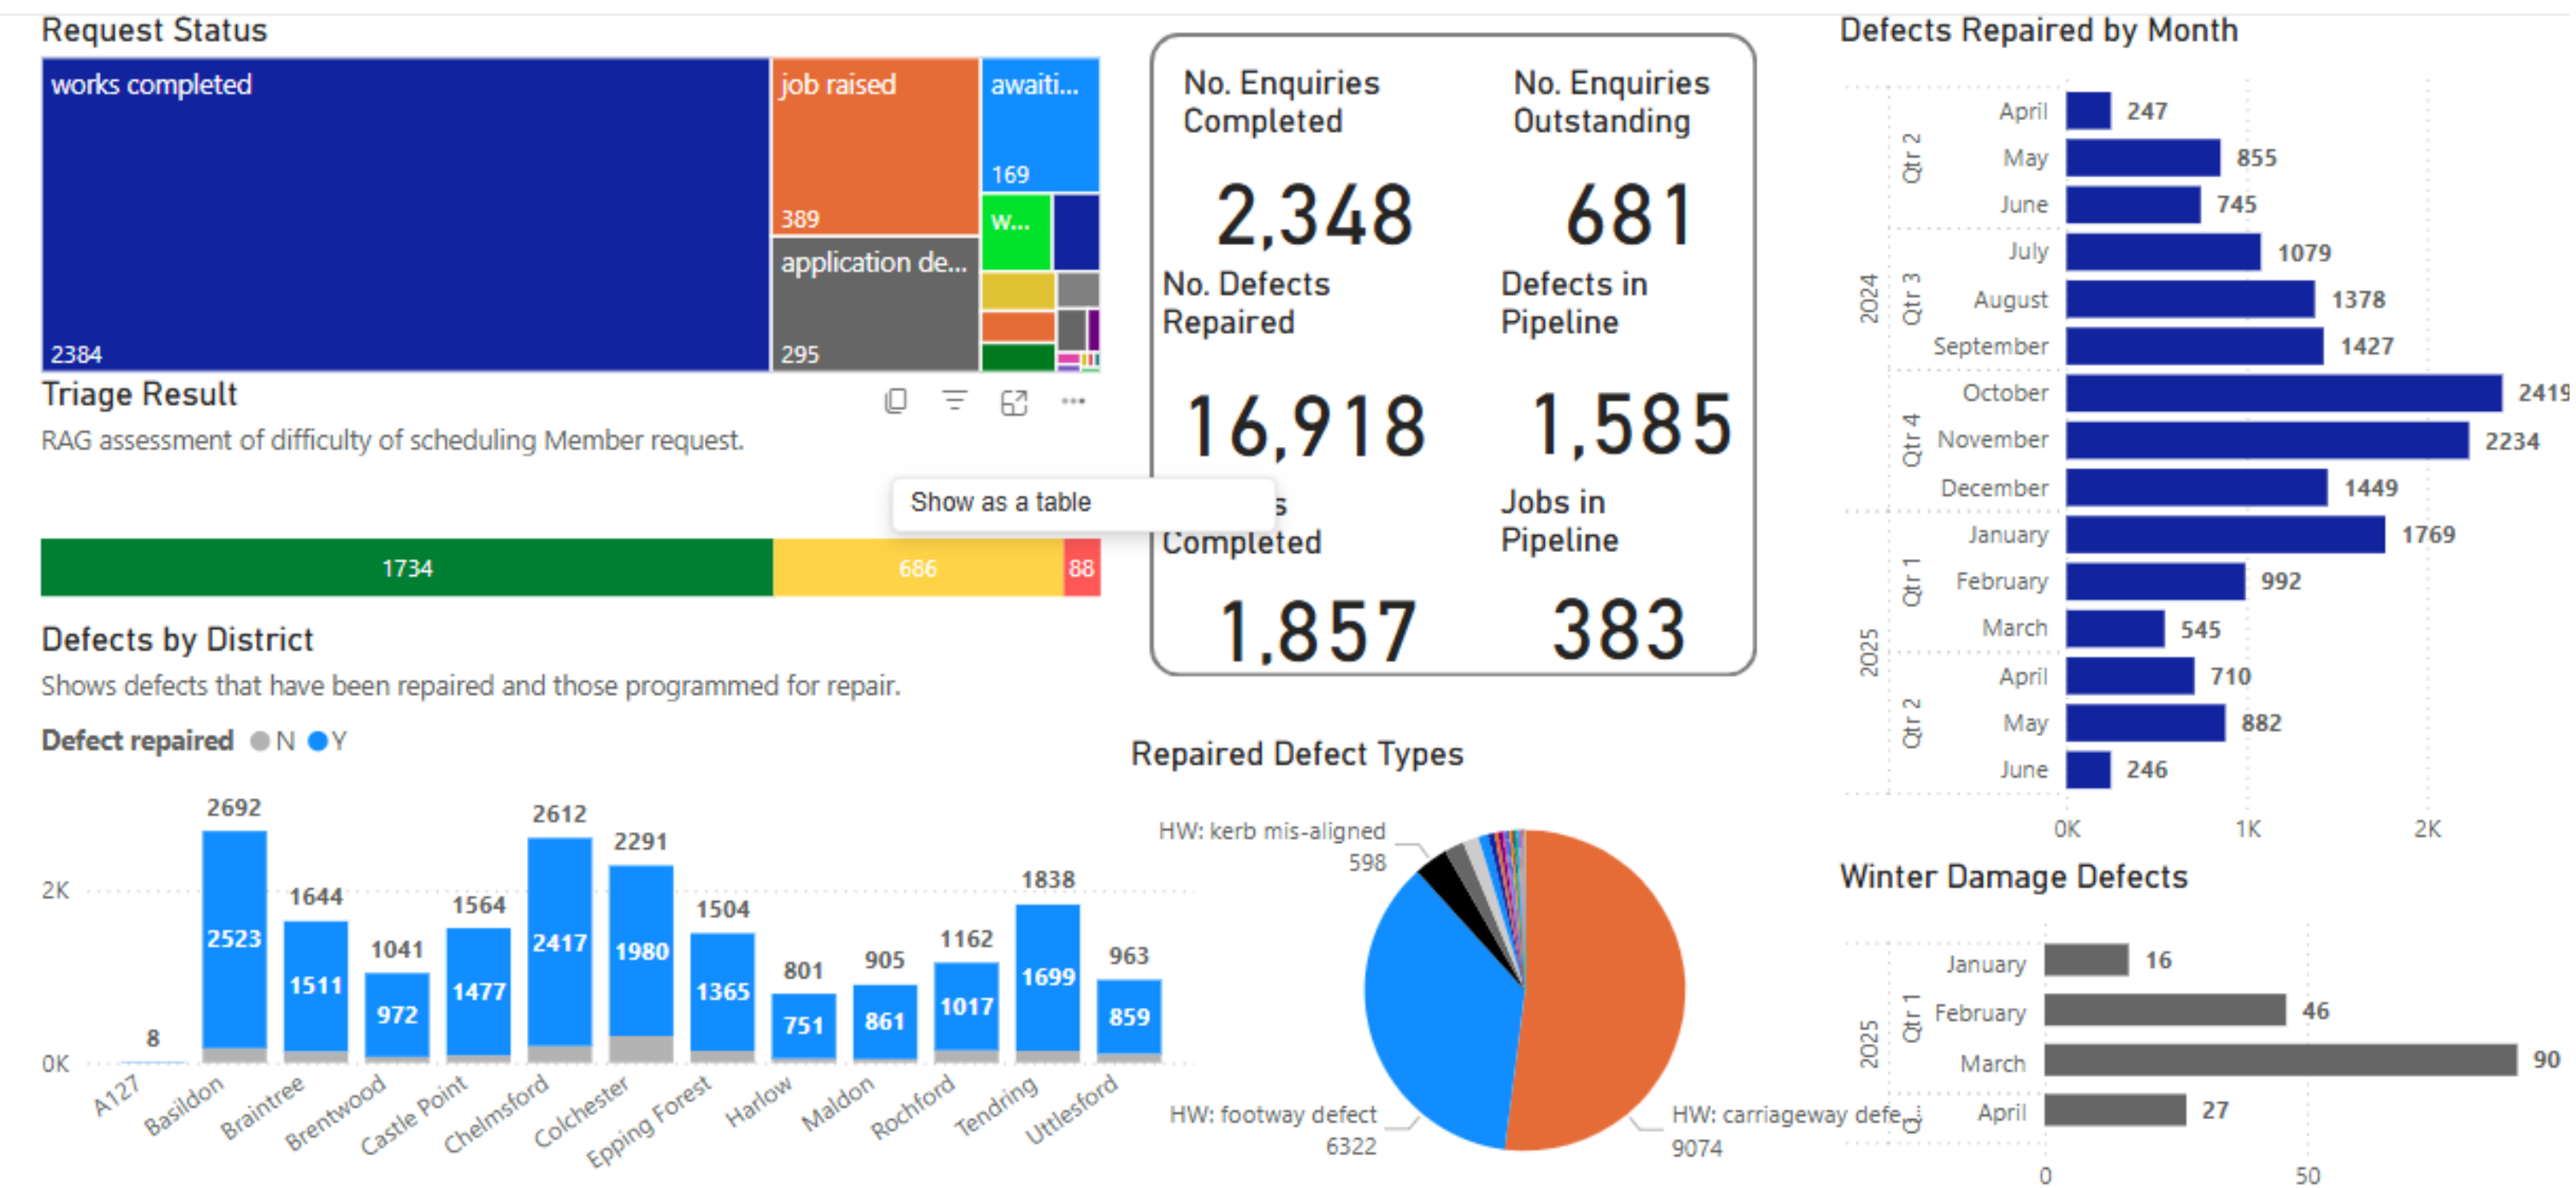 Request Status
works completed
2384
job raised
389
application de...
295
awaiti...
169
w...
Triage Result
RAG assessment of difficulty of scheduling Member request.
Show as a table
1734
686
88
Defects by District
Shows defects that have been repaired and those programmed for repair.
Defect repaired N Y
2K
0K
8
2692
2523
1644
1511
1041
972
1564
1477
2612
2417
2291
1980
1504
1365
801
751
905
861
1162
1017
1838
1699
963
859
A127
Basildon
Braintree
Brentwood
Castle Point
Chelmsford
Colchester
Epping Forest
Harlow
Maldon
Rochford
Tendring
Uttlesford
No. Enquiries
Completed
2,348
No. Enquiries
Outstanding
681
No. Defects
Repaired
16,918
Defects in
Pipeline
1,585
s
Completed
1,857
Jobs in
Pipeline
383
Repaired Defect Types
HW: kerb mis-aligned
598
HW: footway defect
6322
HW: carriageway defe...
9074
Defects Repaired by Month
2024
Qtr 2
April 247
May 855
June 745
Qtr 3
July 1079
August 1378
September 1427
Qtr 4
October 2419
November 2234
December 1449
2025
Qtr 1
January 1769
February 992
March 545
Qtr 2
April 710
May 882
June 246
0K 1K 2K
Winter Damage Defects
2025
Qtr 1
January 16
February 46
March 90
Q...
April 27
0 50